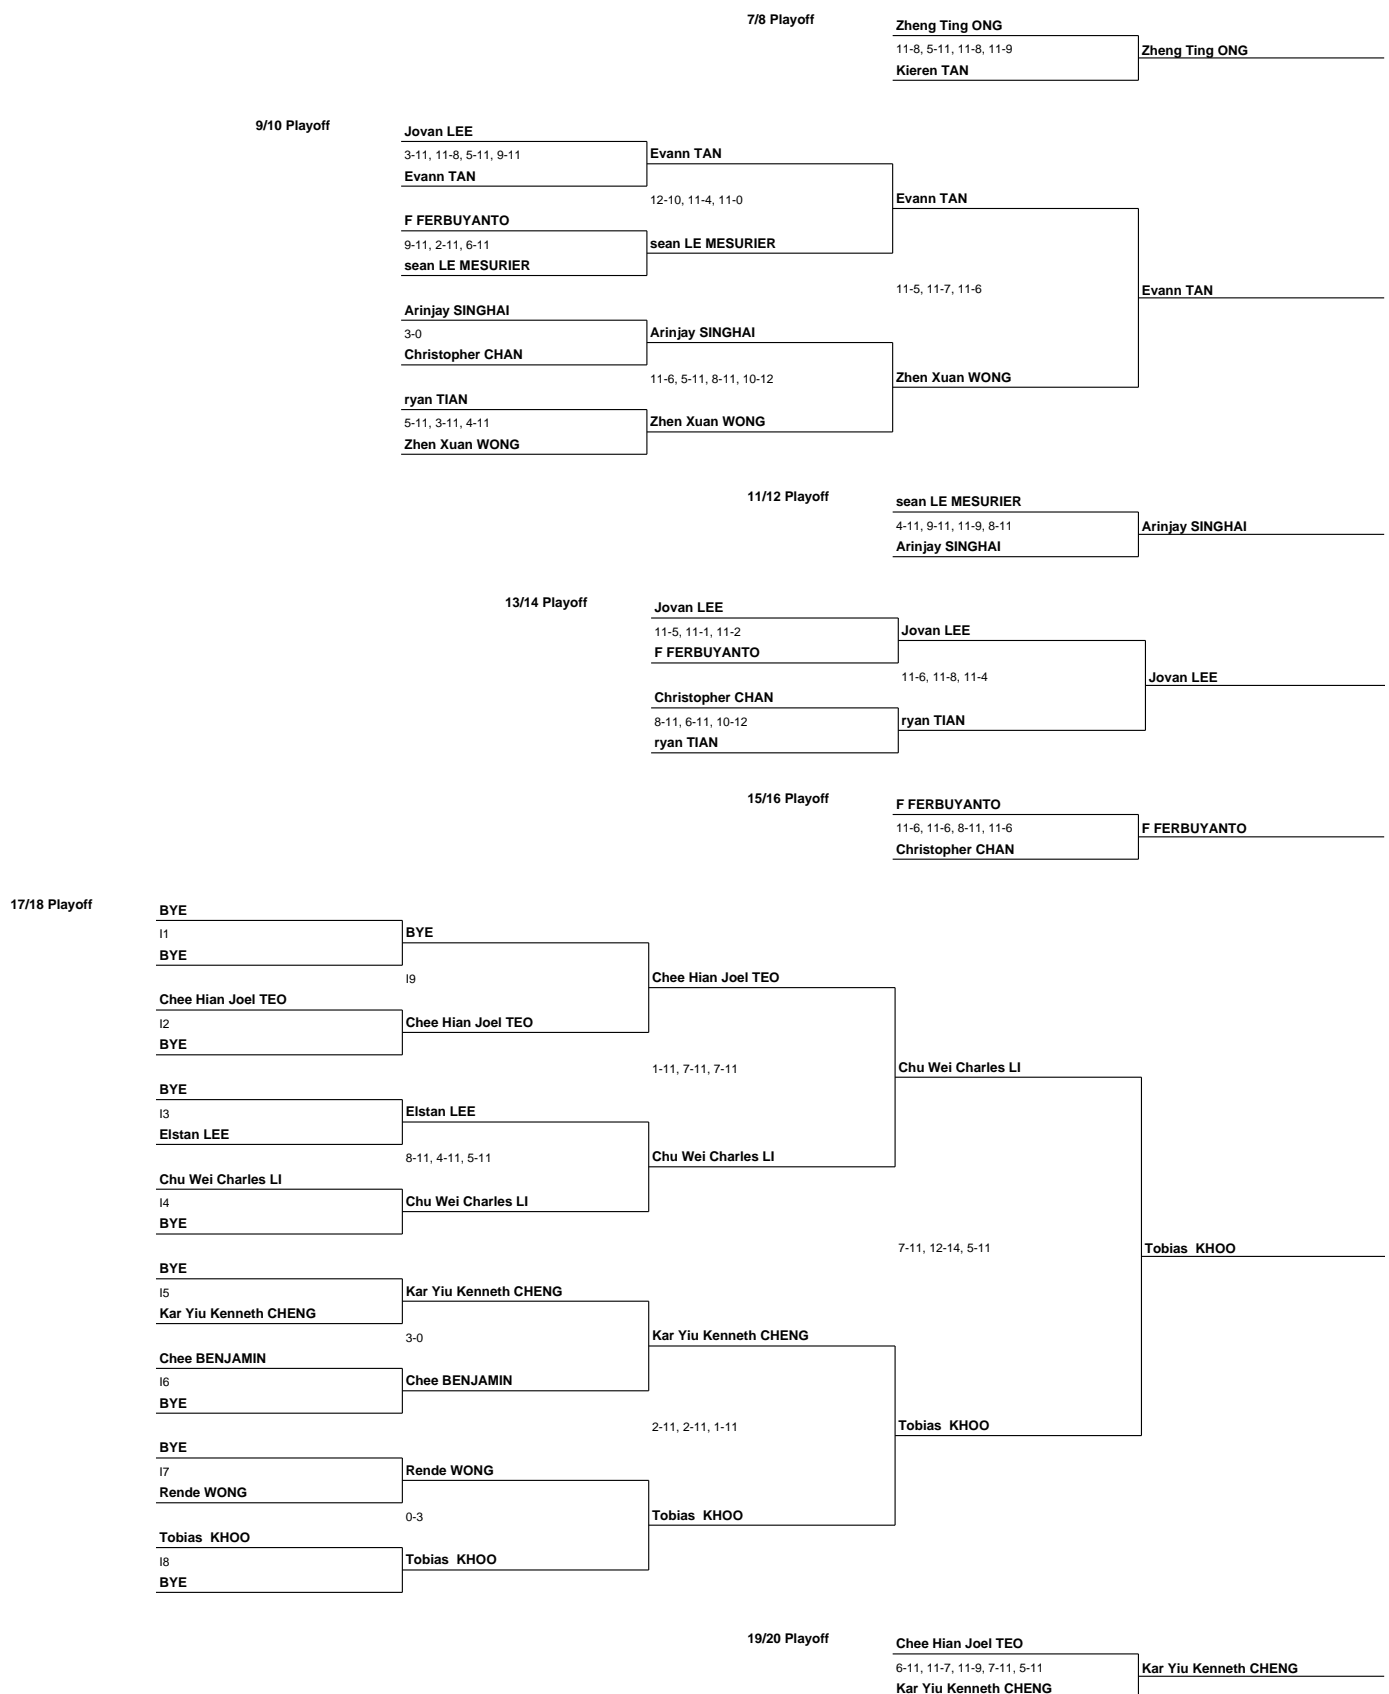 7/8 Playoff
Zheng Ting ONG
11-8, 5-11, 11-8, 11-9
Zheng Ting ONG
Kieren TAN
9/10 Playoff
Jovan LEE
3-11, 11-8, 5-11, 9-11
Evann TAN
Evann TAN
12-10, 11-4, 11-0
Evann TAN
F FERBUYANTO
9-11, 2-11, 6-11
sean LE MESURIER
sean LE MESURIER
11-5, 11-7, 11-6
Evann TAN
Arinjay SINGHAI
3-0
Arinjay SINGHAI
Christopher CHAN
11-6, 5-11, 8-11, 10-12
Zhen Xuan WONG
ryan TIAN
5-11, 3-11, 4-11
Zhen Xuan WONG
Zhen Xuan WONG
11/12 Playoff
sean LE MESURIER
4-11, 9-11, 11-9, 8-11
Arinjay SINGHAI
Arinjay SINGHAI
13/14 Playoff
Jovan LEE
11-5, 11-1, 11-2
Jovan LEE
F FERBUYANTO
11-6, 11-8, 11-4
Jovan LEE
Christopher CHAN
8-11, 6-11, 10-12
ryan TIAN
ryan TIAN
15/16 Playoff
F FERBUYANTO
11-6, 11-6, 8-11, 11-6
F FERBUYANTO
Christopher CHAN
17/18 Playoff
BYE
I1
BYE
BYE
I9
Chee Hian Joel TEO
Chee Hian Joel TEO
I2
Chee Hian Joel TEO
BYE
1-11, 7-11, 7-11
Chu Wei Charles LI
BYE
I3
Elstan LEE
Elstan LEE
8-11, 4-11, 5-11
Chu Wei Charles LI
Chu Wei Charles LI
I4
Chu Wei Charles LI
BYE
7-11, 12-14, 5-11
Tobias KHOO
BYE
I5
Kar Yiu Kenneth CHENG
Kar Yiu Kenneth CHENG
3-0
Kar Yiu Kenneth CHENG
Chee BENJAMIN
I6
Chee BENJAMIN
BYE
2-11, 2-11, 1-11
Tobias KHOO
BYE
I7
Rende WONG
Rende WONG
0-3
Tobias KHOO
Tobias KHOO
I8
Tobias KHOO
BYE
19/20 Playoff
Chee Hian Joel TEO
6-11, 11-7, 11-9, 7-11, 5-11
Kar Yiu Kenneth CHENG
Kar Yiu Kenneth CHENG